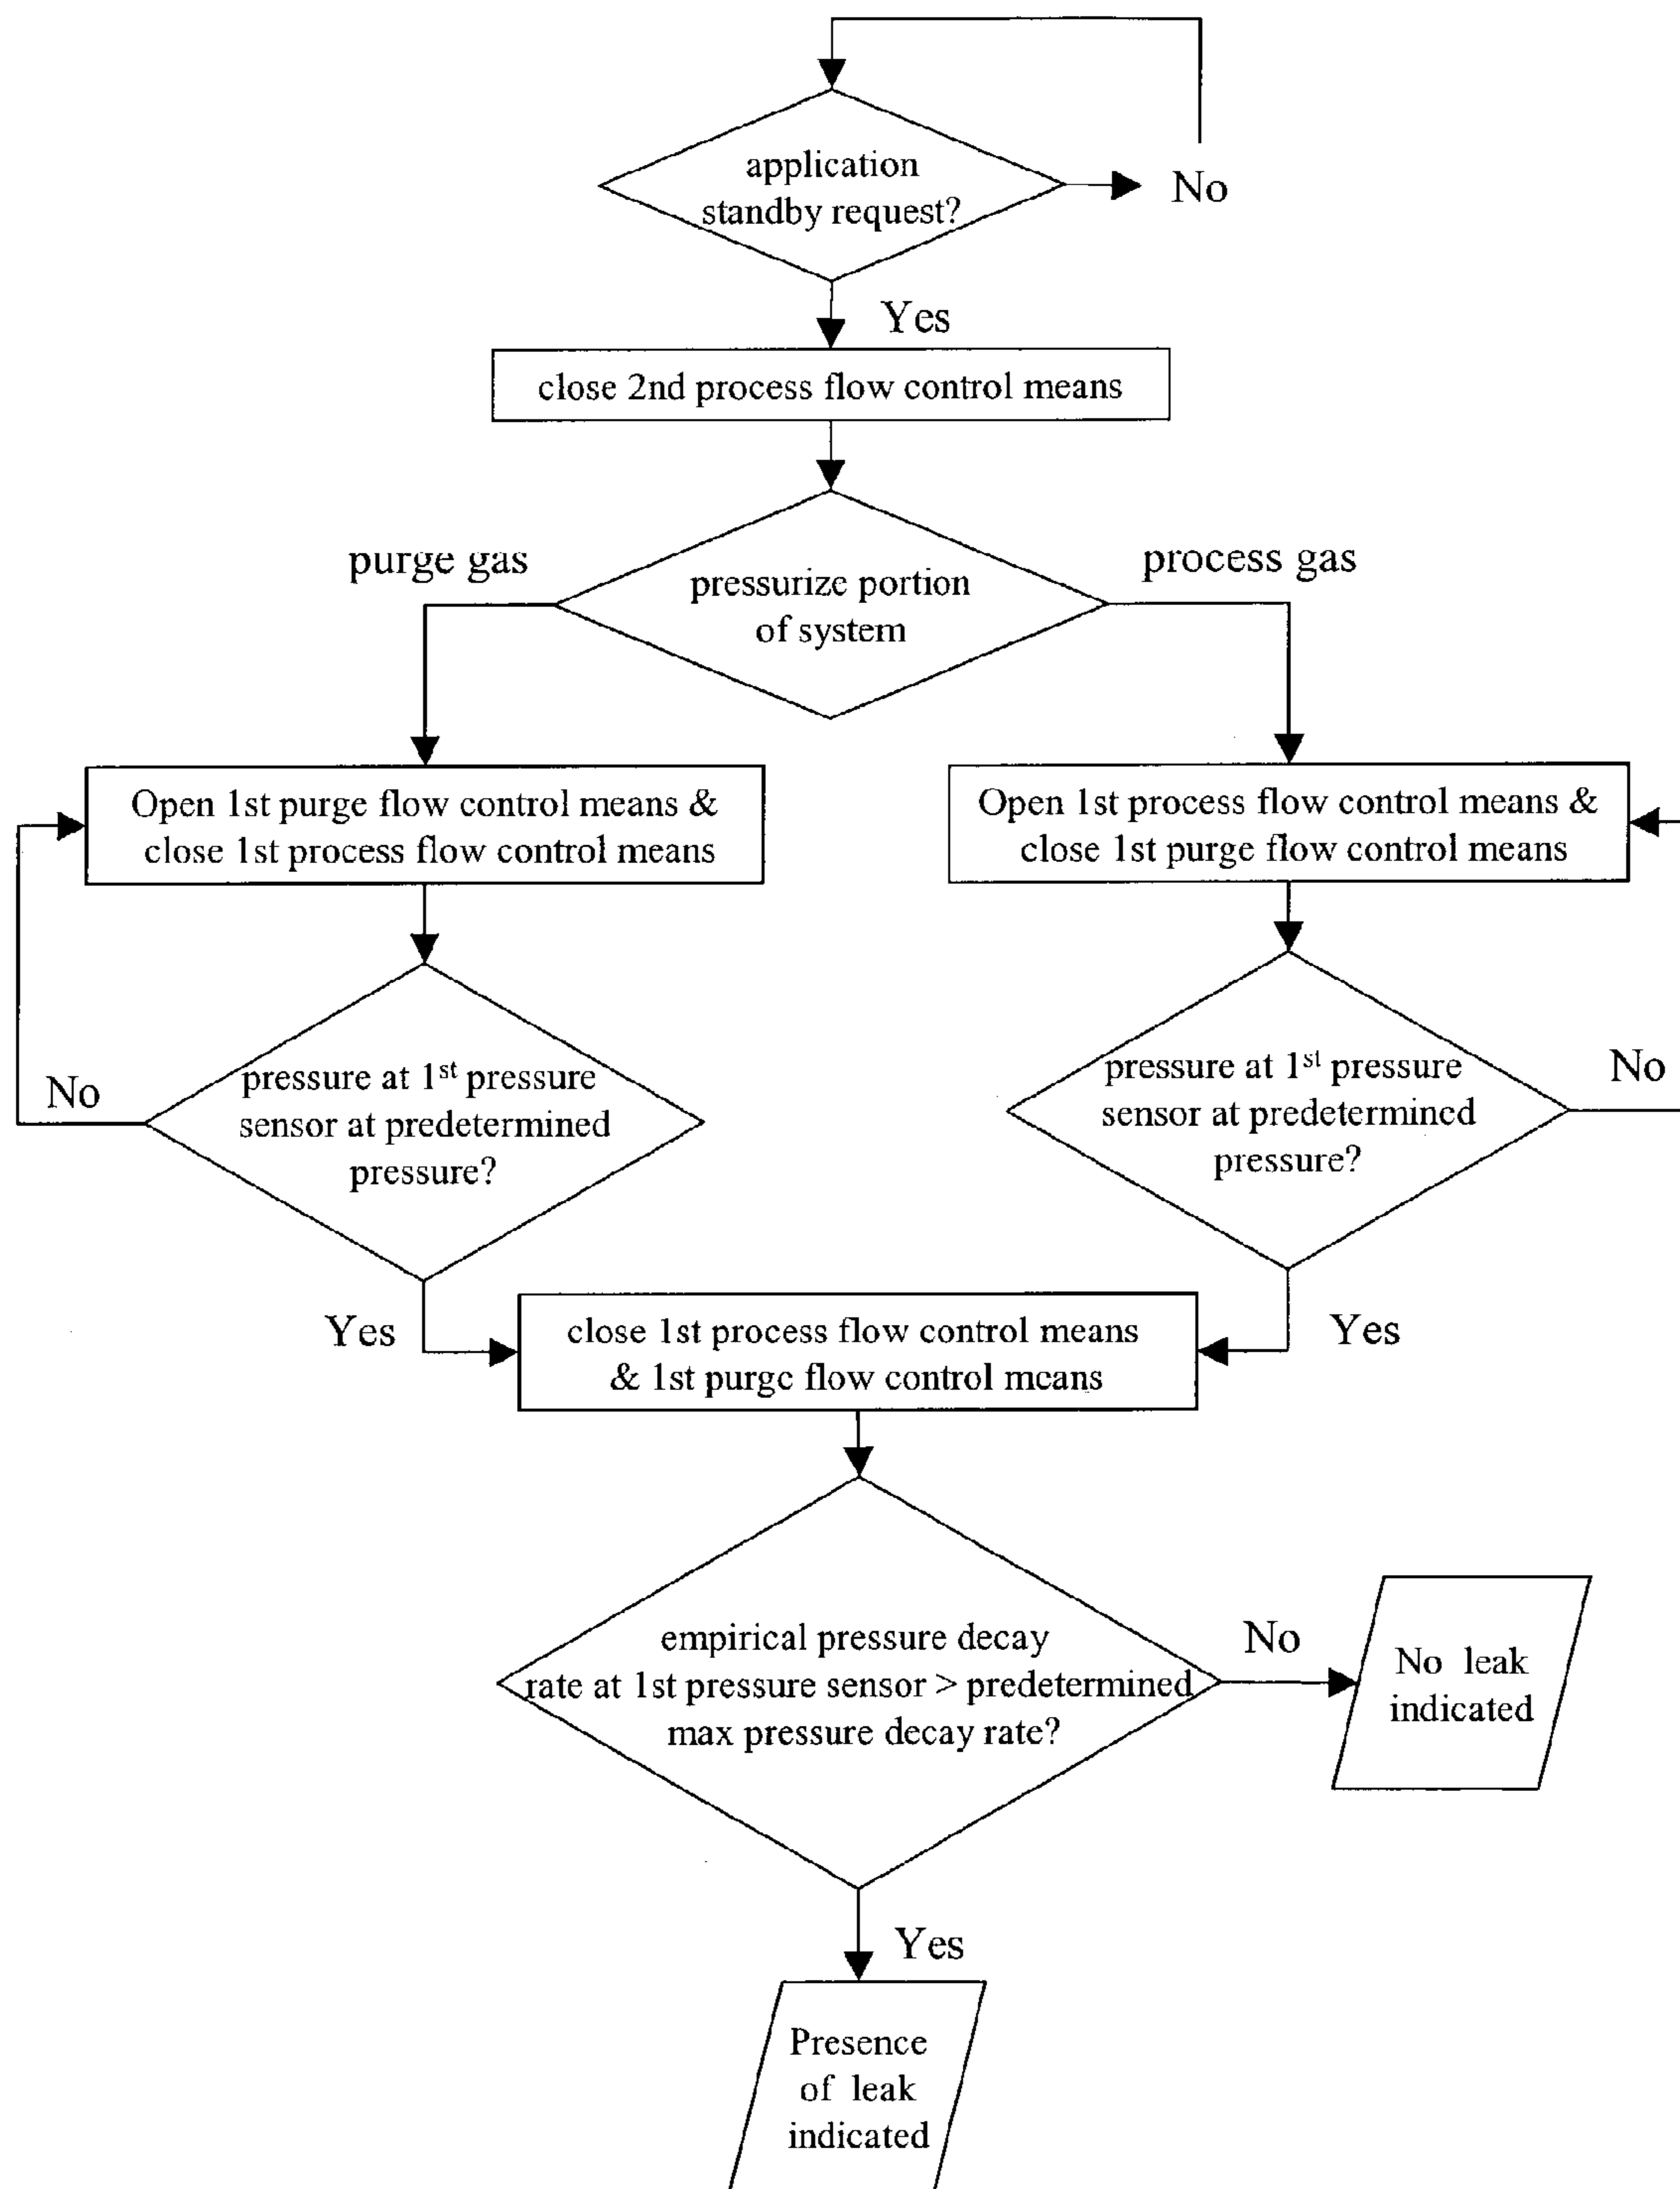 application
standby request?
No
Yes
close 2nd process flow control means
purge gas
process gas
pressurize portion
of system
Open 1st purge flow control means &
close 1st process flow control means
Open 1st process flow control means &
close 1st purge flow control means
No
pressure at 1st pressure
sensor at predetermined
pressure?
pressure at 1st pressure
sensor at predetermined
pressure?
No
Yes
close 1st process flow control means
& 1st purge flow control means
Yes
empirical pressure decay
rate at 1st pressure sensor > predetermined
max pressure decay rate?
No
No leak
indicated
Yes
Presence
of leak
indicated